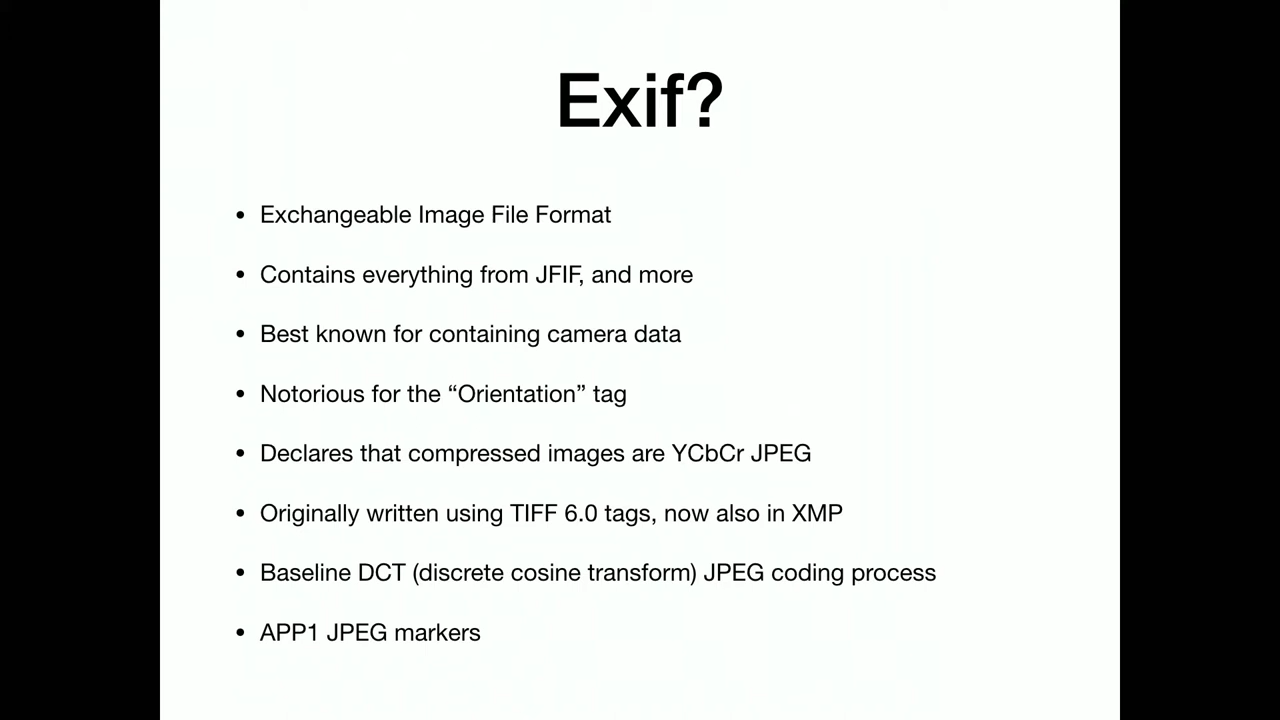 Exif?
• Exchangeable Image File Format
• Contains everything from JFIF, and more
• Best known for containing camera data
• Notorious for the “Orientation” tag
• Declares that compressed images are YCbCr JPEG
• Originally written using TIFF 6.0 tags, now also in XMP
• Baseline DCT (discrete cosine transform) JPEG coding process
• APP1 JPEG markers